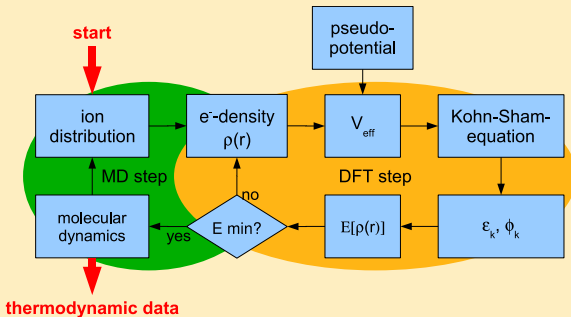 start
pseudo-
potential
ion
distribution
e⁻-density
ρ(r)
V_eff
Kohn-Sham-
equation
MD step
DFT step
no
molecular
dynamics
yes
E min?
E[ρ(r)]
ε_k, ϕ_k
thermodynamic data